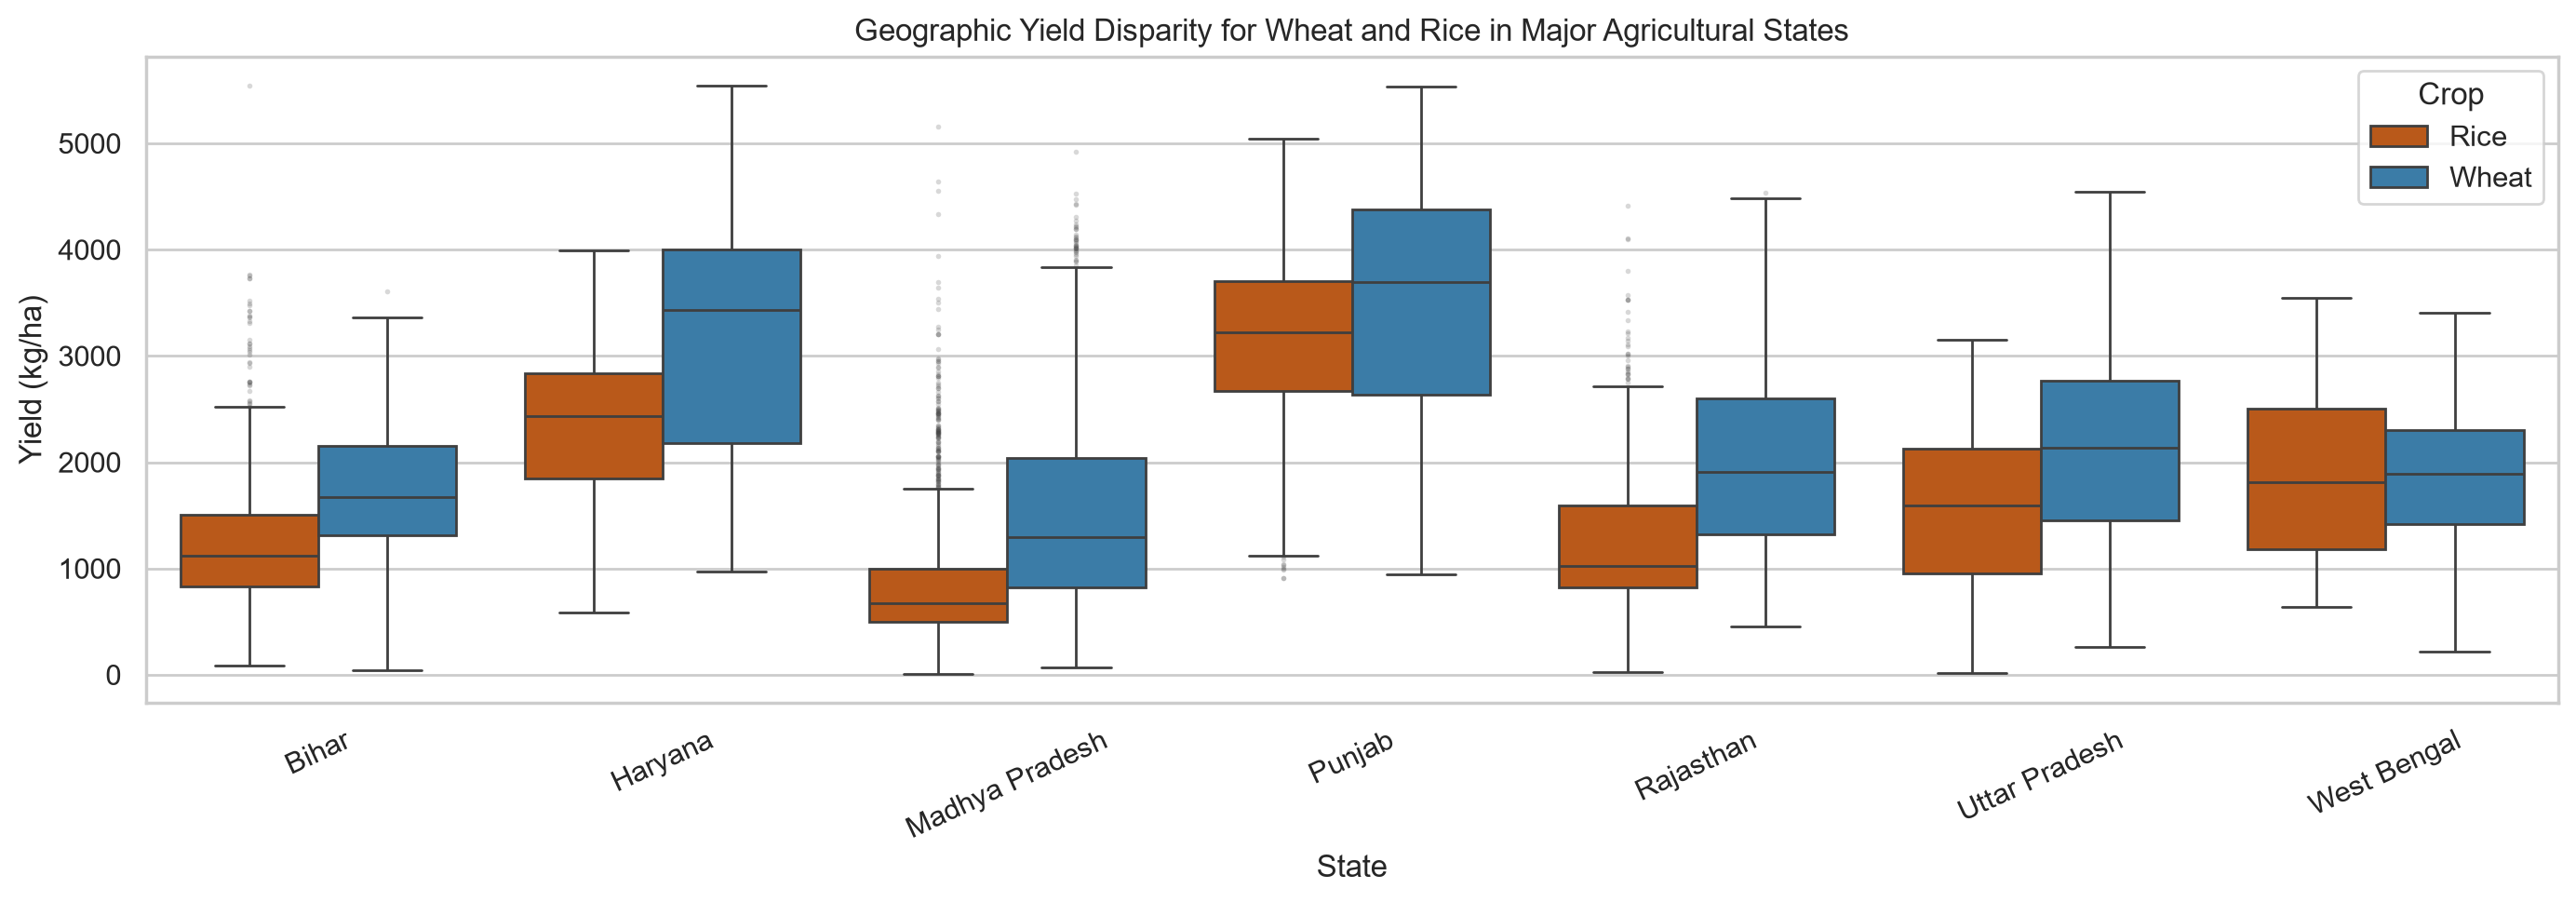 Geographic Yield Disparity for Wheat and Rice in Major Agricultural States
Crop
Rice
Wheat
Yield (kg/ha)
5000
4000
3000
2000
1000
0
Bihar
Haryana
Madhya Pradesh
Punjab
Rajasthan
Uttar Pradesh
West Bengal
State